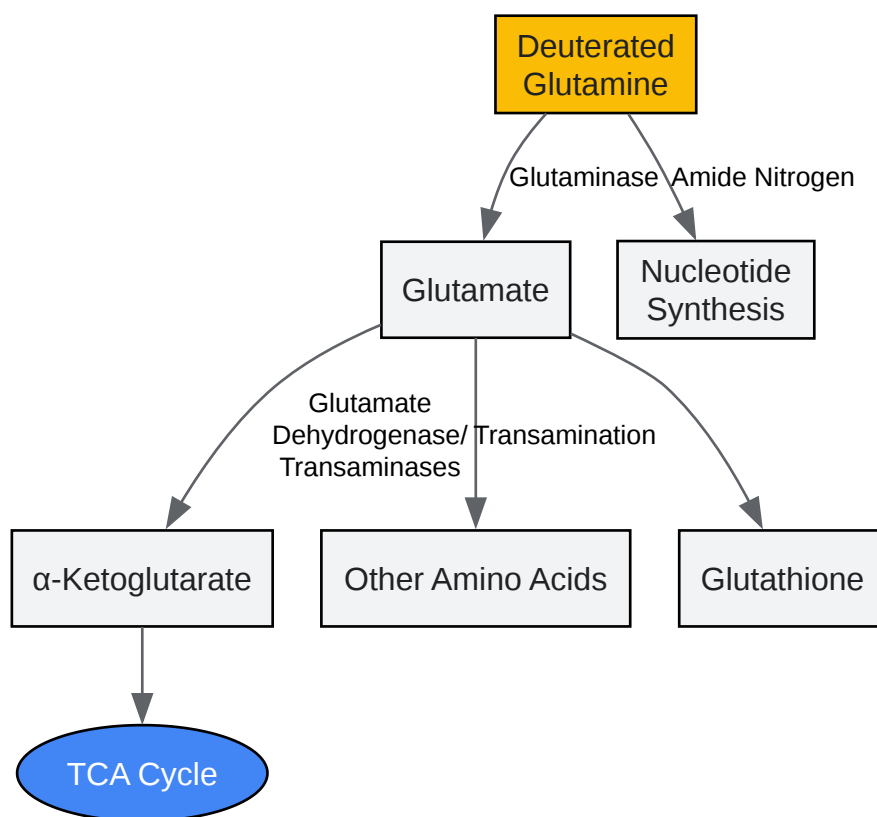 Deuterated
Glutamine
Glutaminase
Amide Nitrogen
Glutamate
Nucleotide
Synthesis
Glutamate
Dehydrogenase/
Transaminases
Transamination
α-Ketoglutarate
Other Amino Acids
Glutathione
TCA Cycle